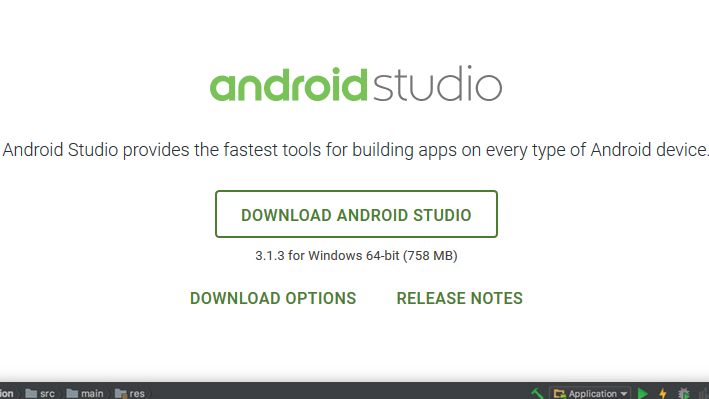 androidstudio
Android Studio provides the fastest tools for building apps on every type of Android device.
DOWNLOAD ANDROID STUDIO
3.1.3 for Windows 64-bit (758 MB)
DOWNLOAD OPTIONS RELEASE NOTES
ion src main res Application